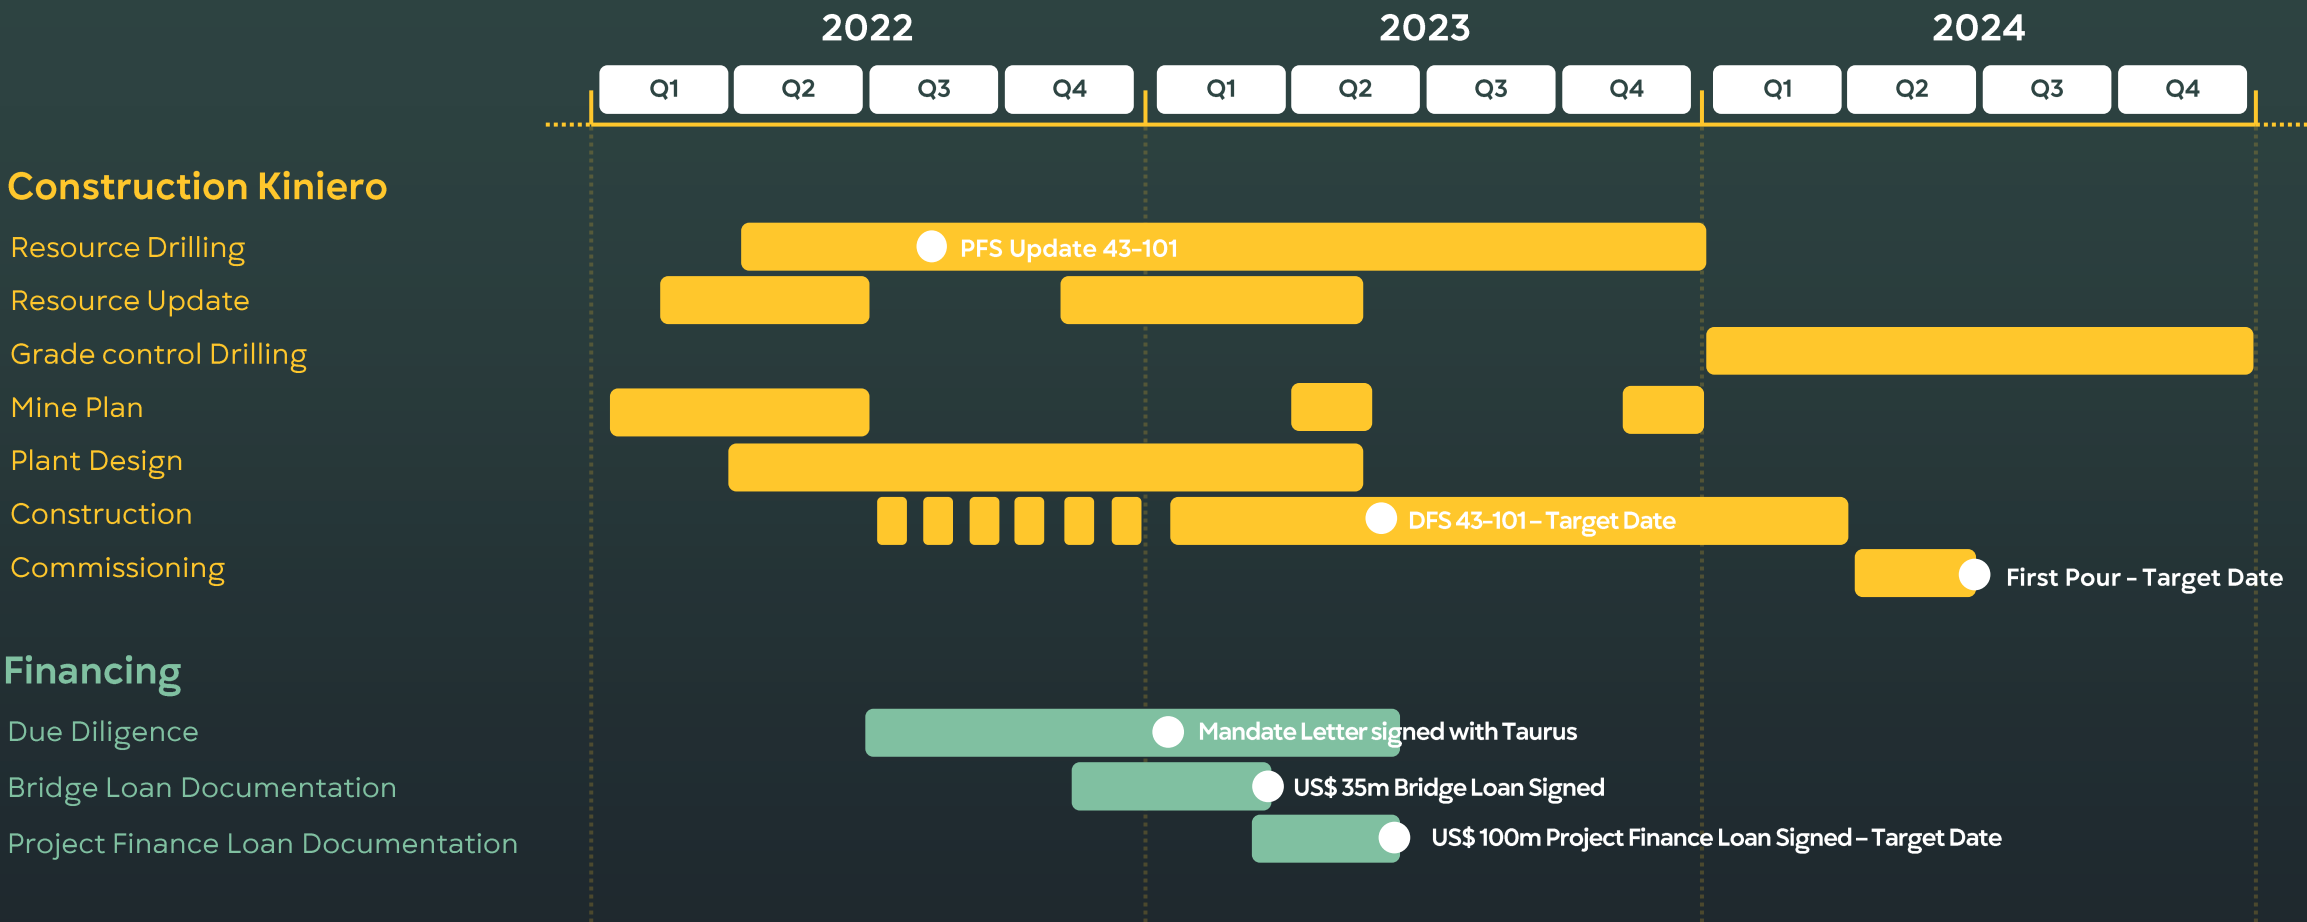 2022 2023 2024
Q1 Q2 Q3 Q4 Q1 Q2 Q3 Q4 Q1 Q2 Q3 Q4
Construction Kiniero
Resource Drilling
PFS Update 43-101
Resource Update
Grade control Drilling
Mine Plan
Plant Design
Construction
DFS 43-101 – Target Date
Commissioning
First Pour - Target Date
Financing
Due Diligence
Mandate Letter signed with Taurus
Bridge Loan Documentation
US$ 35m Bridge Loan Signed
Project Finance Loan Documentation
US$ 100m Project Finance Loan Signed – Target Date